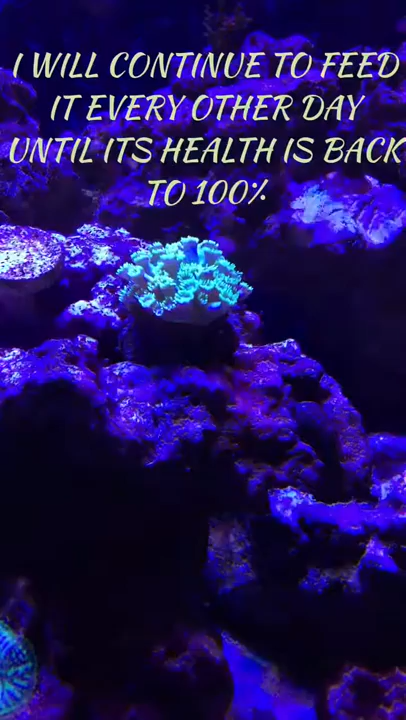 I WILL CONTINUE TO FEED
IT EVERY OTHER DAY
UNTIL ITS HEALTH IS BACK
TO 100%